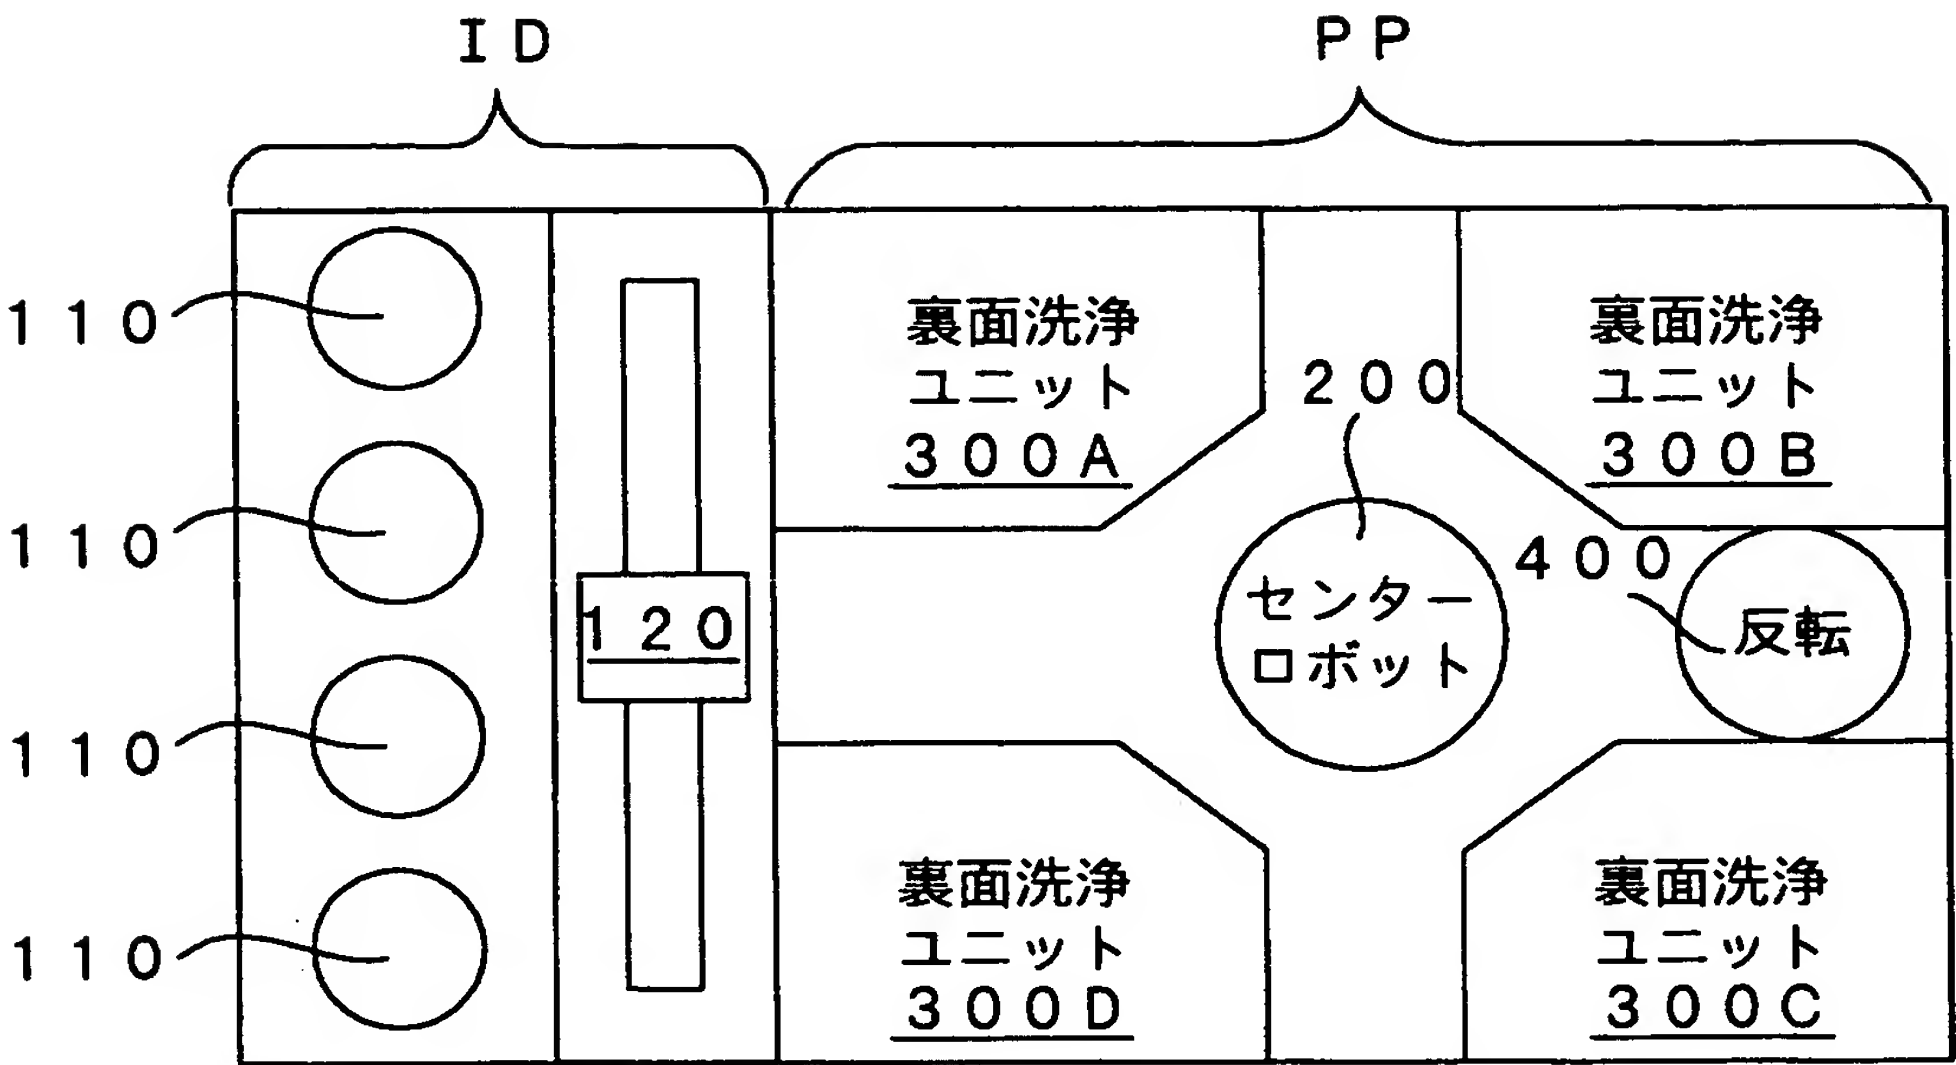 ID
PP
110
110
110
110
120
裏面洗浄
ユニット
300A
裏面洗浄
ユニット
300B
200
センター
ロボット
400
反転
裏面洗浄
ユニット
300D
裏面洗浄
ユニット
300C